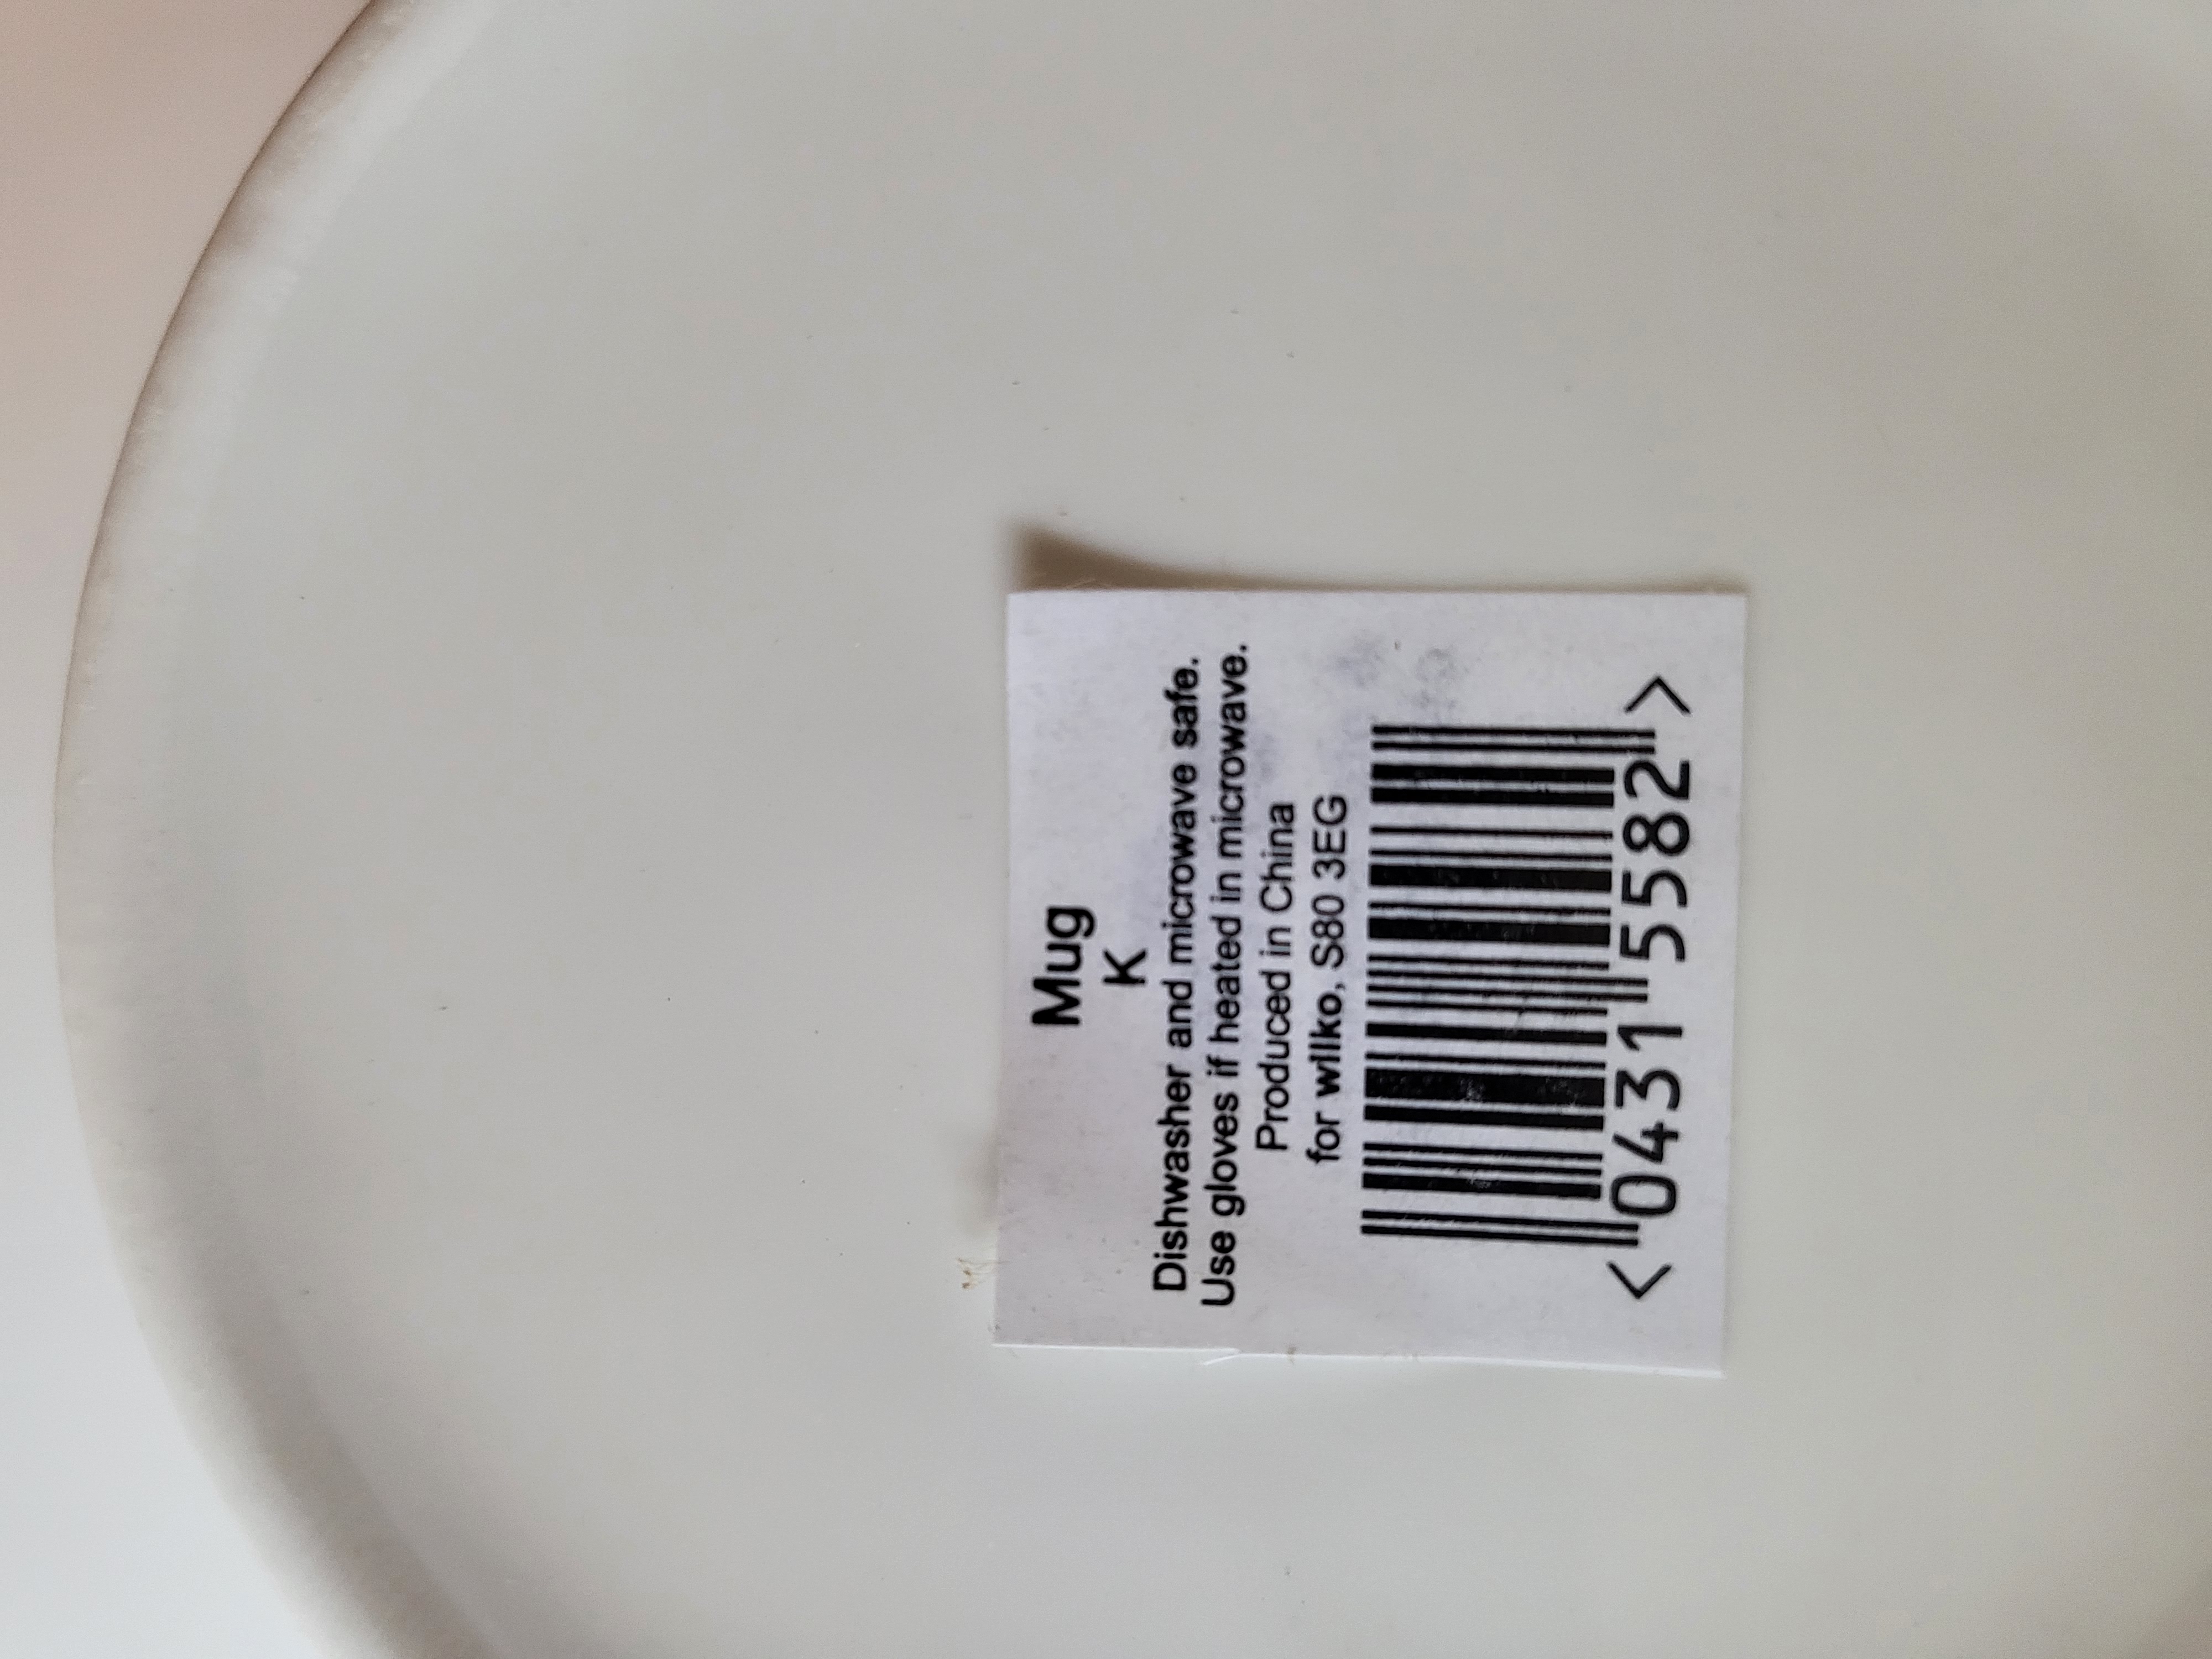 Mug
K
Dishwasher and microwave safe.
Use gloves if heated in microwave.
Produced in China
for wilko, S80 3EG
<0431 5582>